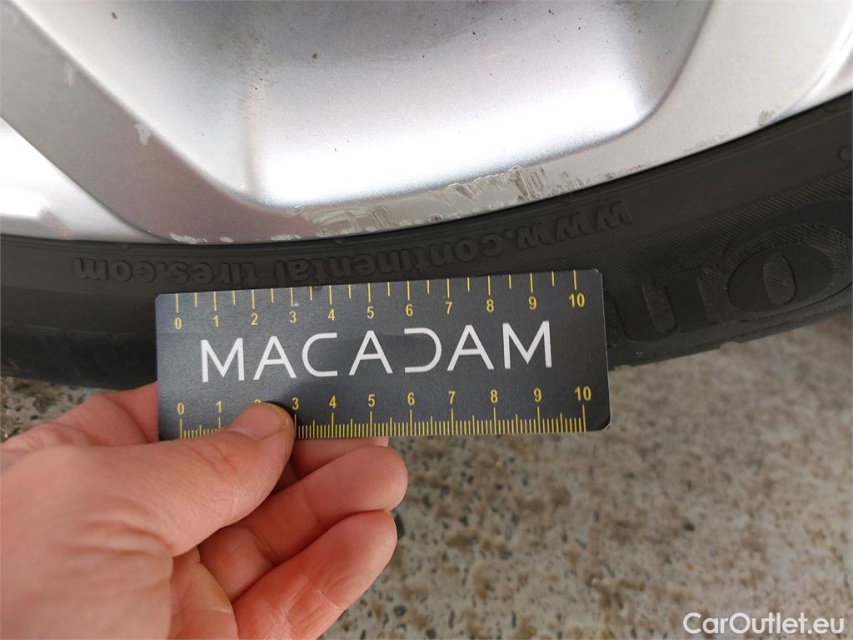 www.continental-tires.com
0 1 2 3 4 5 6 7 8 9 10
MACADAM
0 1 2 3 4 5 6 7 8 9 10
CarOutlet.eu